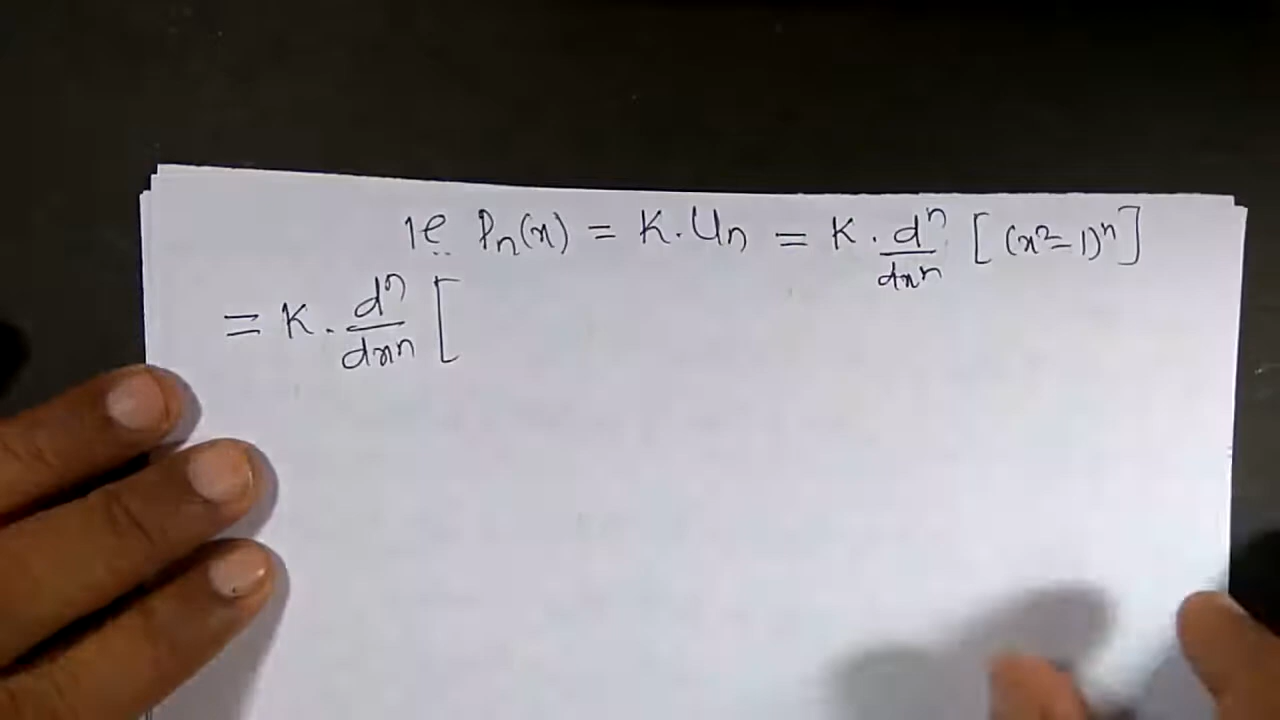 ie Pₙ(x) = K. Uₙ = K. dⁿ/dxⁿ [(x²-1)ⁿ]
= K. dⁿ/dxⁿ [